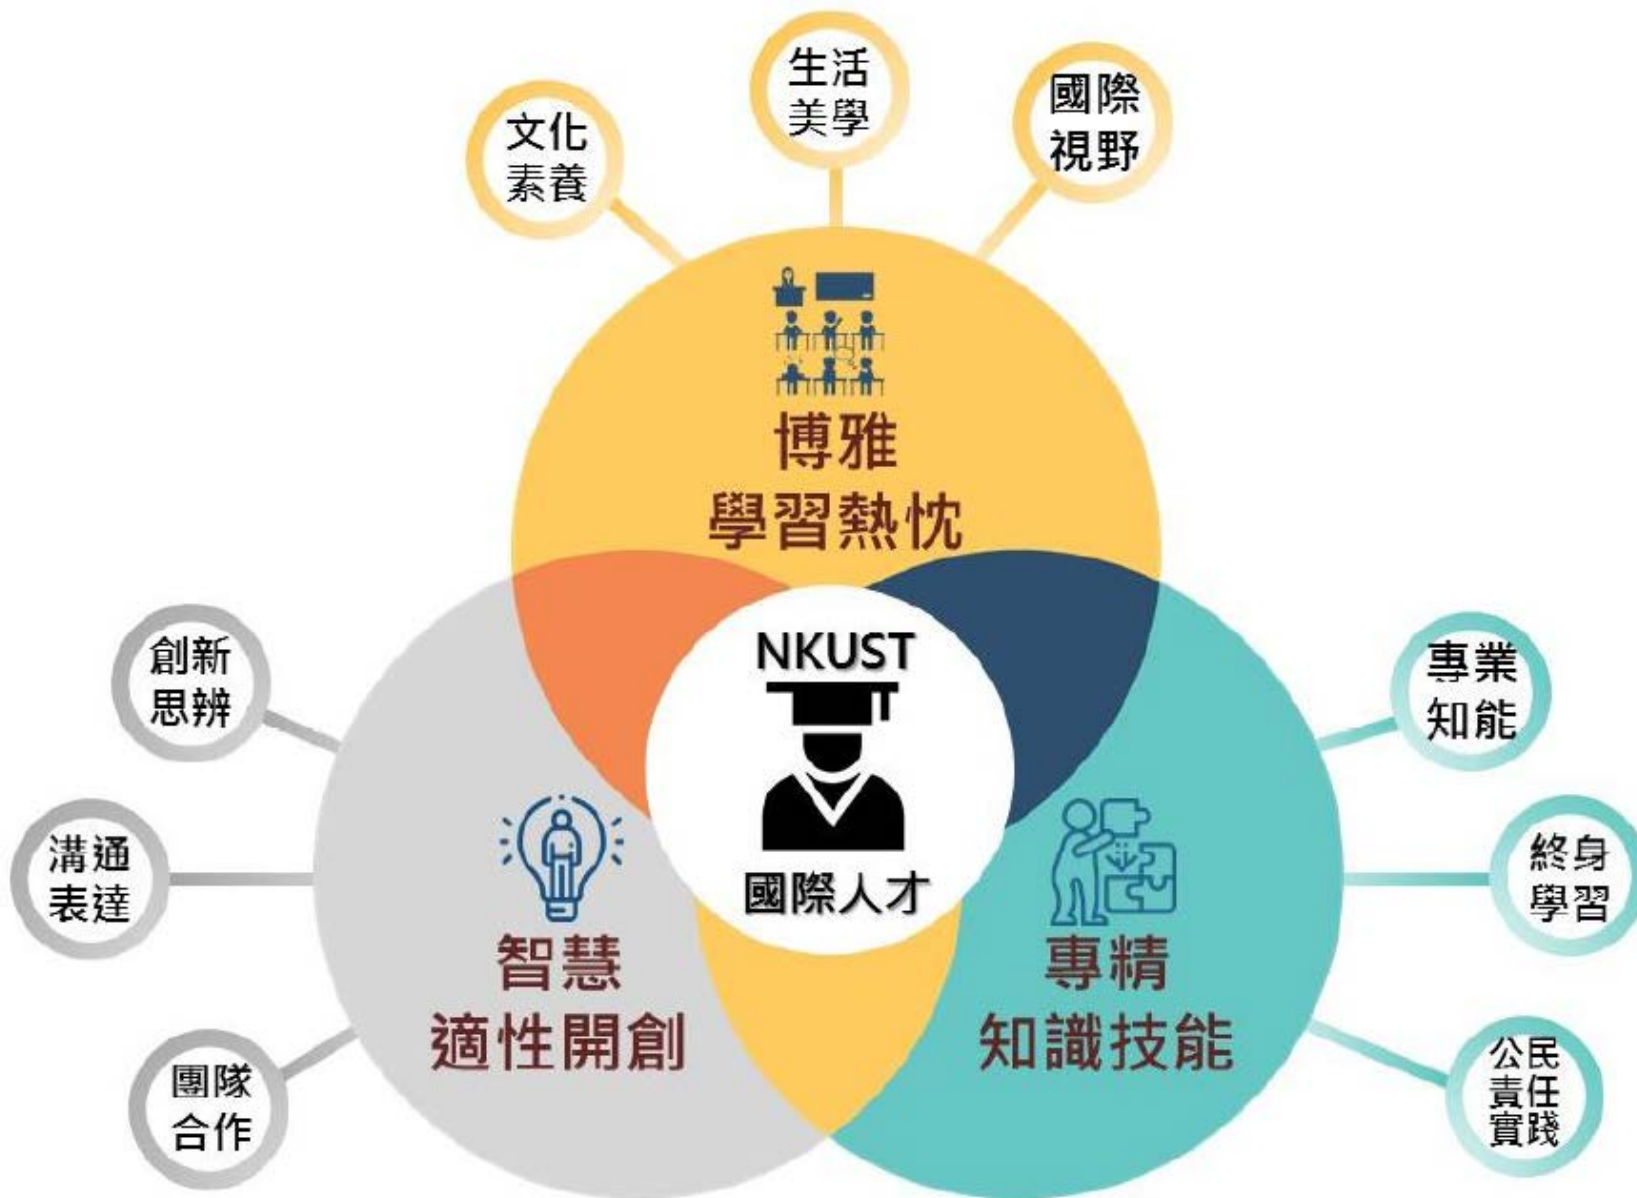 生活
美學
國際
視野
文化
素養
博雅
學習熱忱
NKUST
國際人才
創新
思辨
溝通
表達
團隊
合作
智慧
適性開創
專精
知識技能
專業
知能
終身
學習
公民
責任
實踐